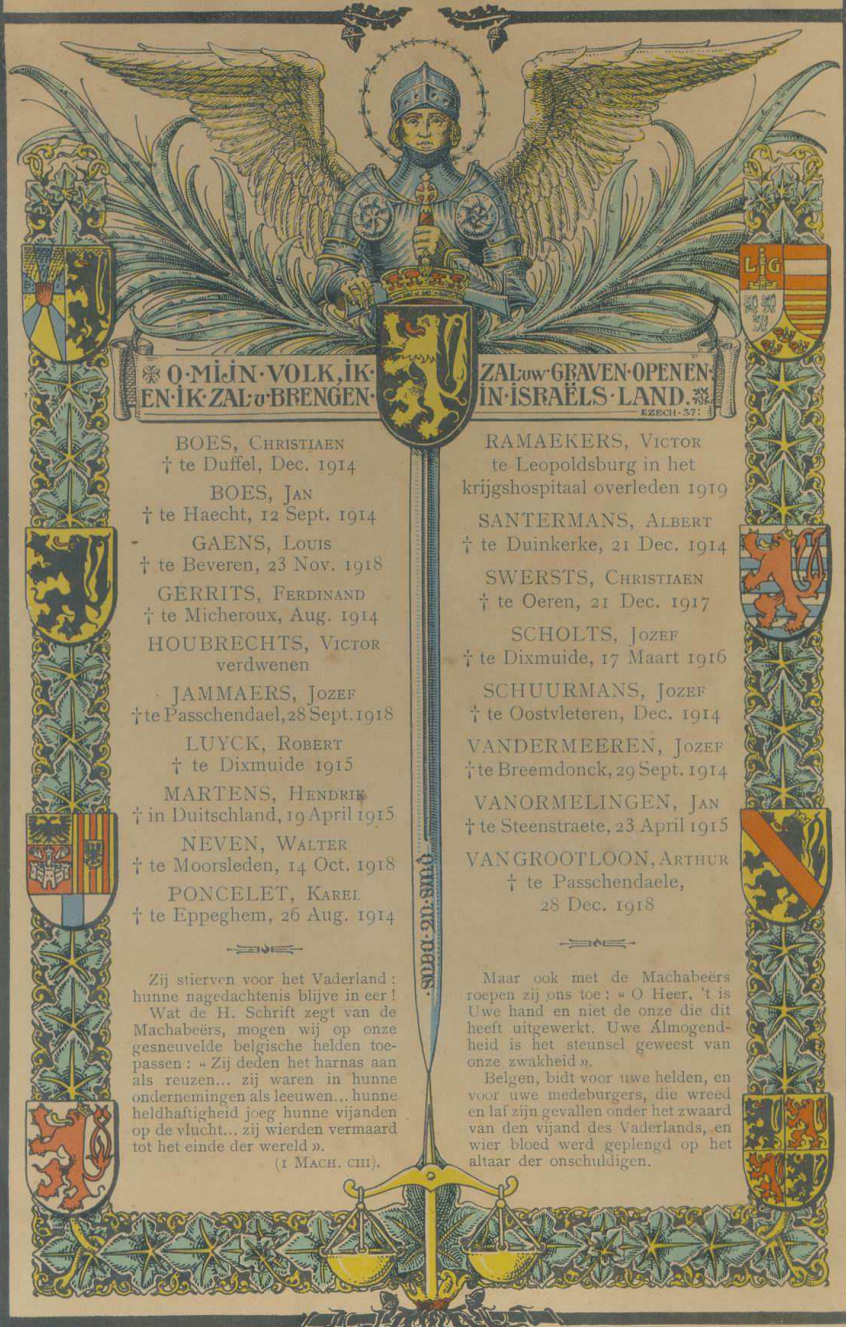 O·MIJN·VOLK, IK· ZAL·uw·GRAVEN·OPENEN·
EN·IK·ZAL·u·BRENGEN· IN·ISRAËLS·LAND.
EZECH·37:
L G
BOES, Christiaen
† te Duffel, Dec. 1914
BOES, Jan
† te Haecht, 12 Sept. 1914
GAENS, Louis
† te Beveren, 23 Nov. 1918
GERRITS, Ferdinand
† te Micheroux, Aug. 1914
HOUBRECHTS, Victor
verdwenen
JAMMAERS, Jozef
† te Passchendael, 28 Sept. 1918
LUYCK, Robert
† te Dixmuide 1915
MARTENS, Hendrik
† in Duitschland, 19 April 1915
NEVEN, Walter
† te Moorsleden, 14 Oct. 1918
PONCELET, Karel
† te Eppeghem, 26 Aug. 1914
Zij stierven voor het Vaderland :
hunne nagedachtenis blijve in eer !
Wat de H. Schrift zegt van de
Machabeërs, mogen wij op onze
gesneuvelde belgische helden toe-
passen : « Zij deden het harnas aan
als reuzen... zij waren in hunne
ondernemingen als leeuwen... hunne
heldhaftigheid joeg hunne vijanden
op de vlucht... zij wierden vermaard
tot het einde der wereld ».
(1 Mach. ciii).
RAMAEKERS, Victor
te Leopoldsburg in het
krijgshospitaal overleden 1919
SANTERMANS, Albert
† te Duinkerke, 21 Dec. 1914
SWERSTS, Christiaen
† te Oeren, 21 Dec. 1917
SCHOLTS, Jozef
† te Dixmuide, 17 Maart 1916
SCHUURMANS, Jozef
† te Oostvleteren, Dec. 1914
VANDERMEEREN, Jozef
† te Breemdonck, 29 Sept. 1914
VANORMELINGEN, Jan
† te Steenstraete, 23 April 1915
VANGROOTLOON, Arthur
† te Passchendaele,
28 Dec. 1918
Maar ook met de Machabeërs
roepen zij ons toe : « O Heer, 't is
Uwe hand en niet de onze die dit
heeft uitgewerkt. Uwe Almogend-
heid is het steunsel geweest van
onze zwakheid ».
Belgen, bidt voor uwe helden, en
voor uwe medeburgers, die wreed
en laf zijn gevallen onder het zwaard
van den vijand des Vaderlands, en
wier bloed werd geplengd op het
altaar der onschuldigen.